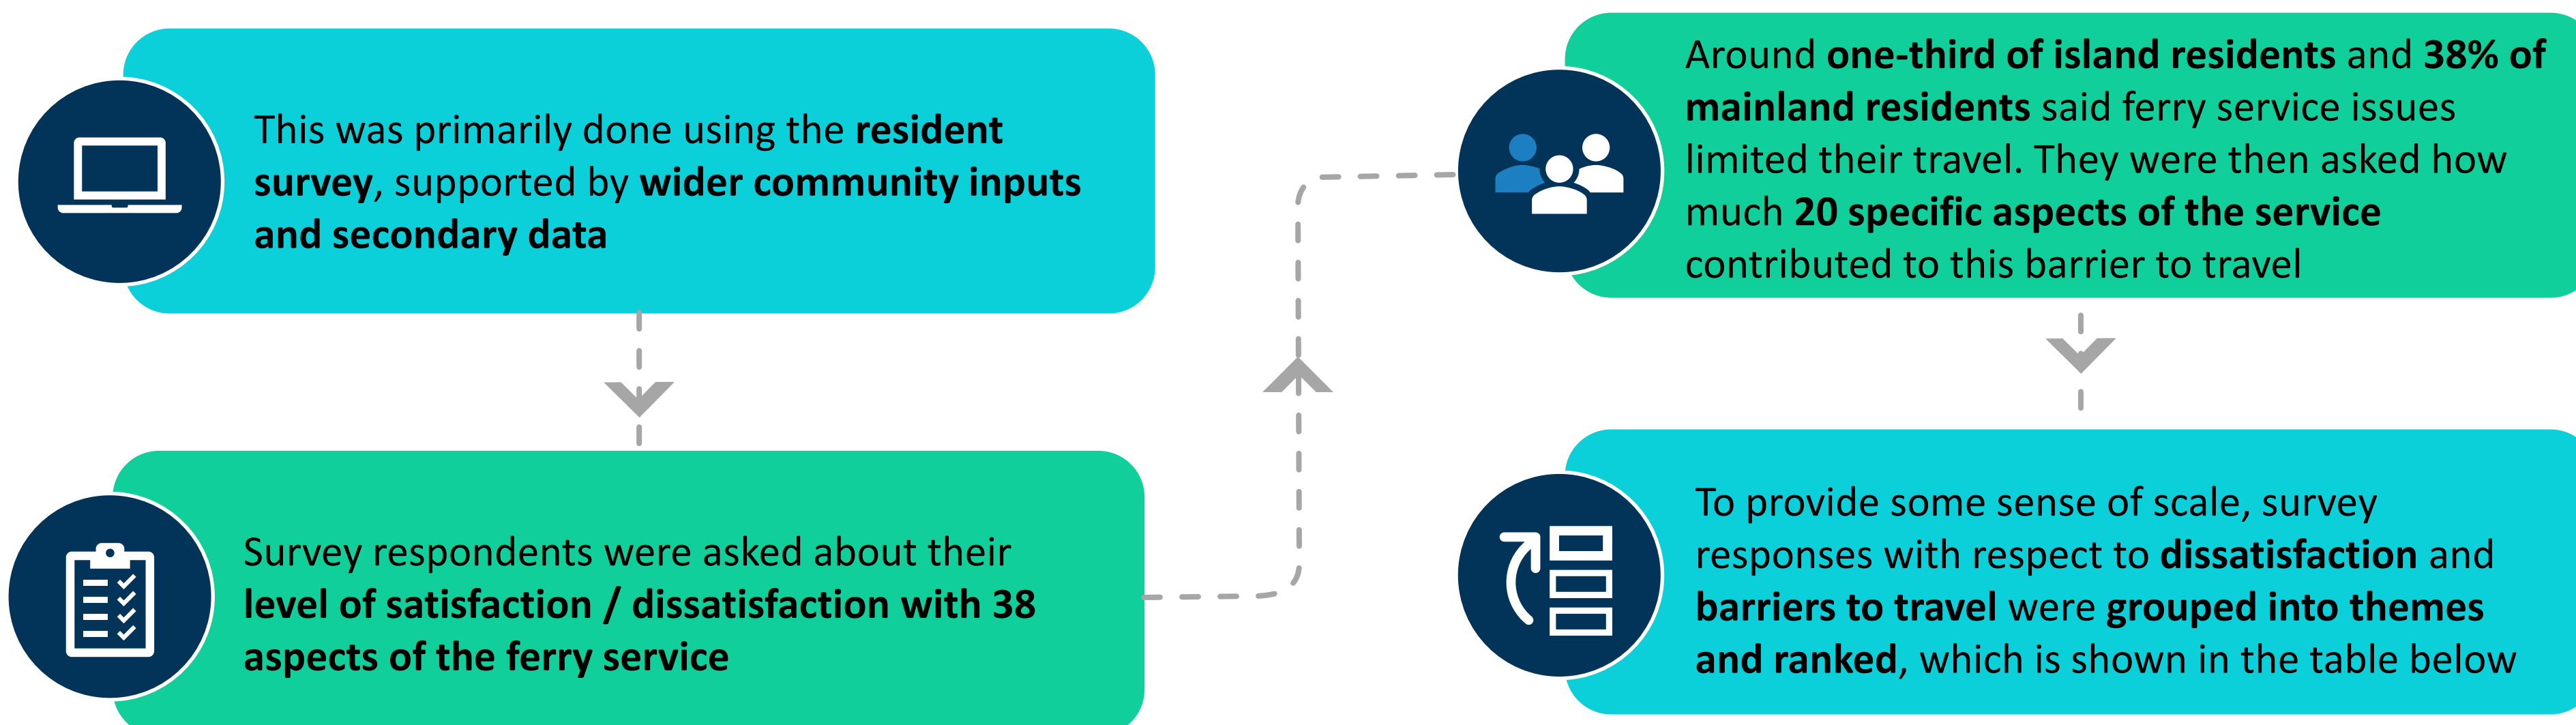 This was primarily done using the resident
survey, supported by wider community inputs
and secondary data
Survey respondents were asked about their
level of satisfaction / dissatisfaction with 38
aspects of the ferry service
Around one-third of island residents and 38% of
mainland residents said ferry service issues
limited their travel. They were then asked how
much 20 specific aspects of the service
contributed to this barrier to travel
To provide some sense of scale, survey
responses with respect to dissatisfaction and
barriers to travel were grouped into themes
and ranked, which is shown in the table below